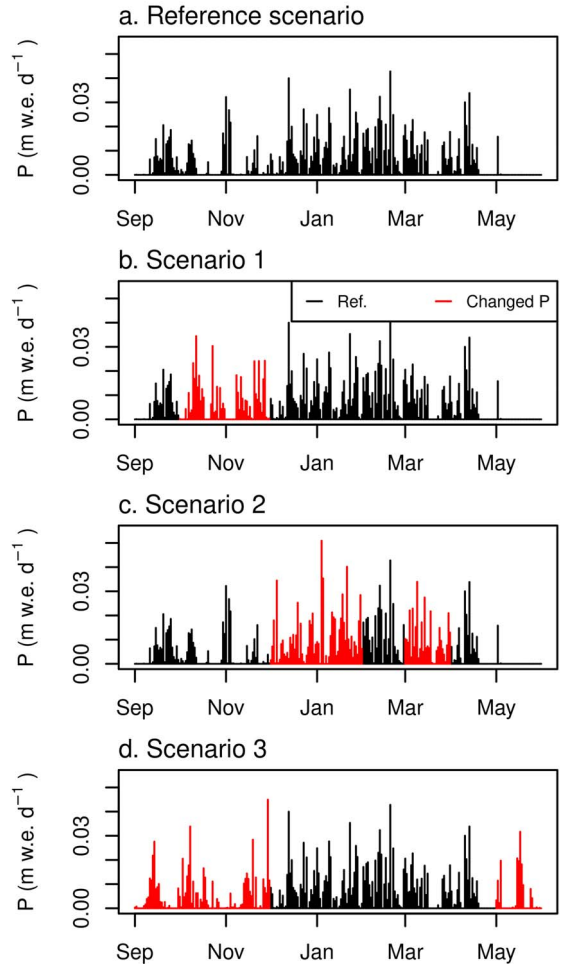 a. Reference scenario
P (m w.e. d⁻¹ )
0.03
0.00
Sep Nov Jan Mar May
b. Scenario 1
Ref. Changed P
P (m w.e. d⁻¹ )
0.03
0.00
Sep Nov Jan Mar May
c. Scenario 2
P (m w.e. d⁻¹ )
0.03
0.00
Sep Nov Jan Mar May
d. Scenario 3
P (m w.e. d⁻¹ )
0.03
0.00
Sep Nov Jan Mar May